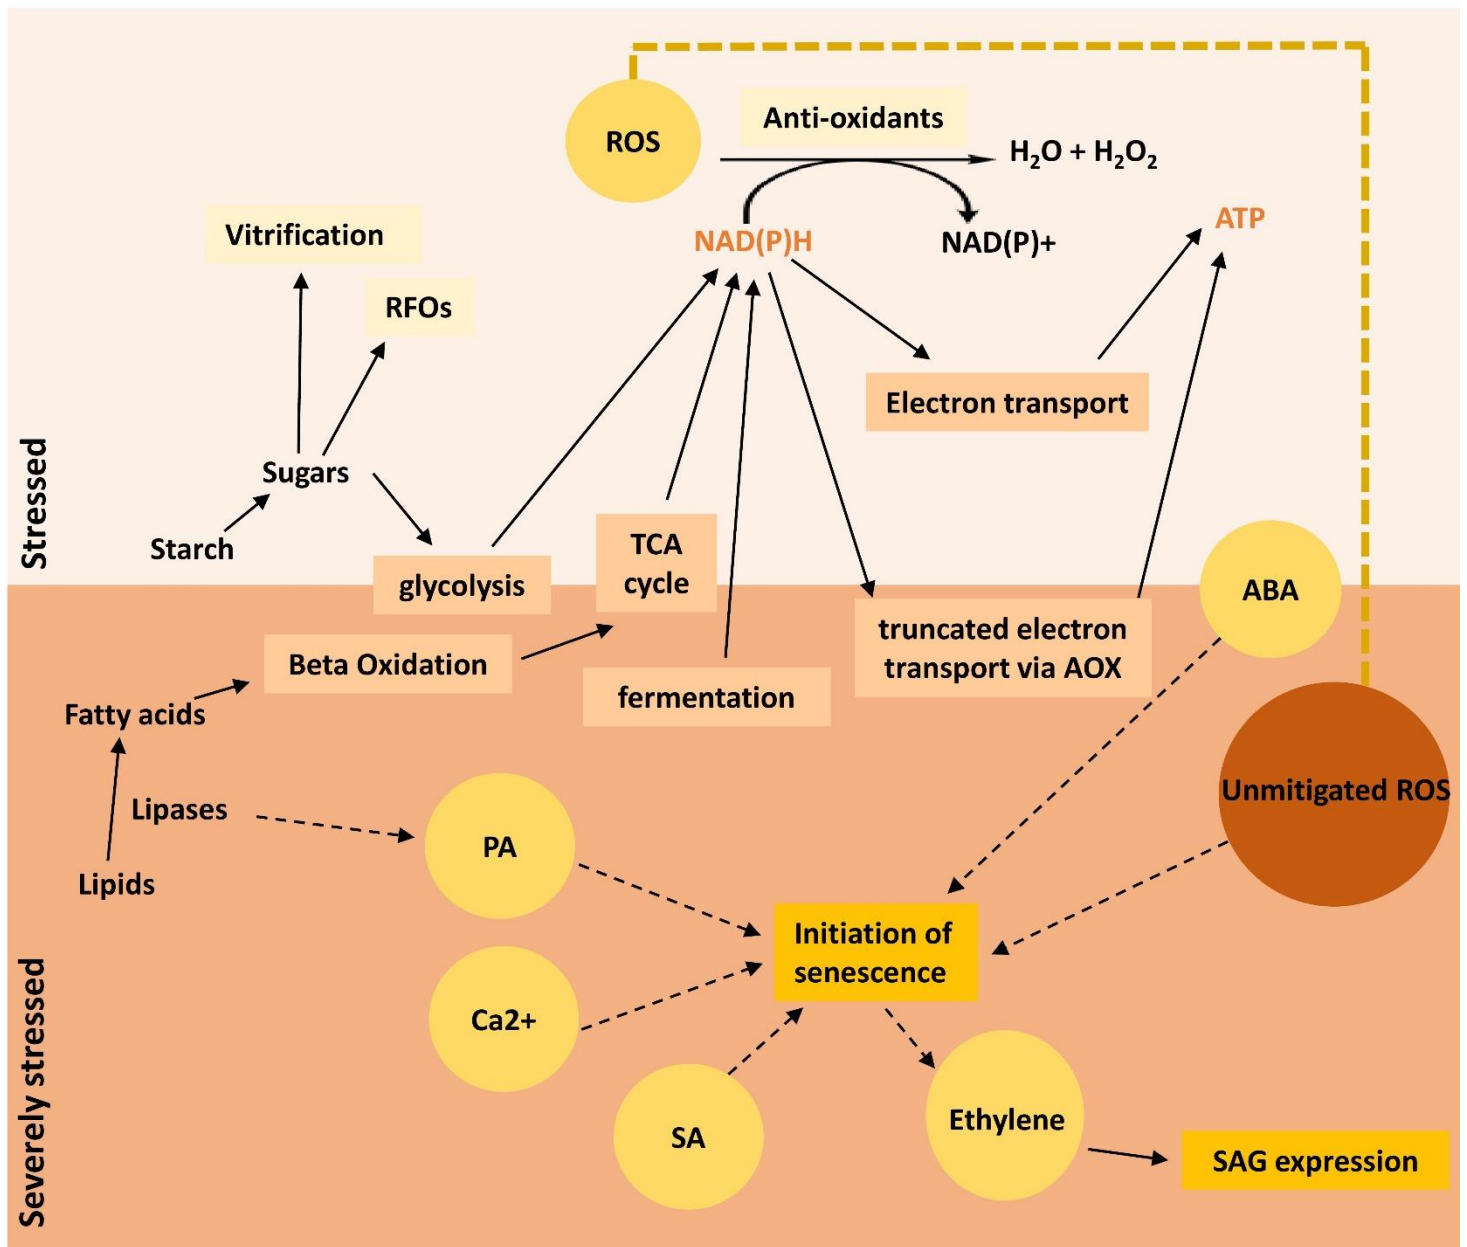 ROS
Anti-oxidants
H₂O + H₂O₂
Vitrification
NAD(P)H
NAD(P)+
ATP
RFOs
Electron transport
Stressed
Sugars
Starch
TCA
cycle
glycolysis
ABA
truncated electron
transport via AOX
Beta Oxidation
fermentation
Fatty acids
Unmitigated ROS
Lipases
PA
Lipids
Initiation of
senescence
Severely stressed
Ca2+
SA
Ethylene
SAG expression